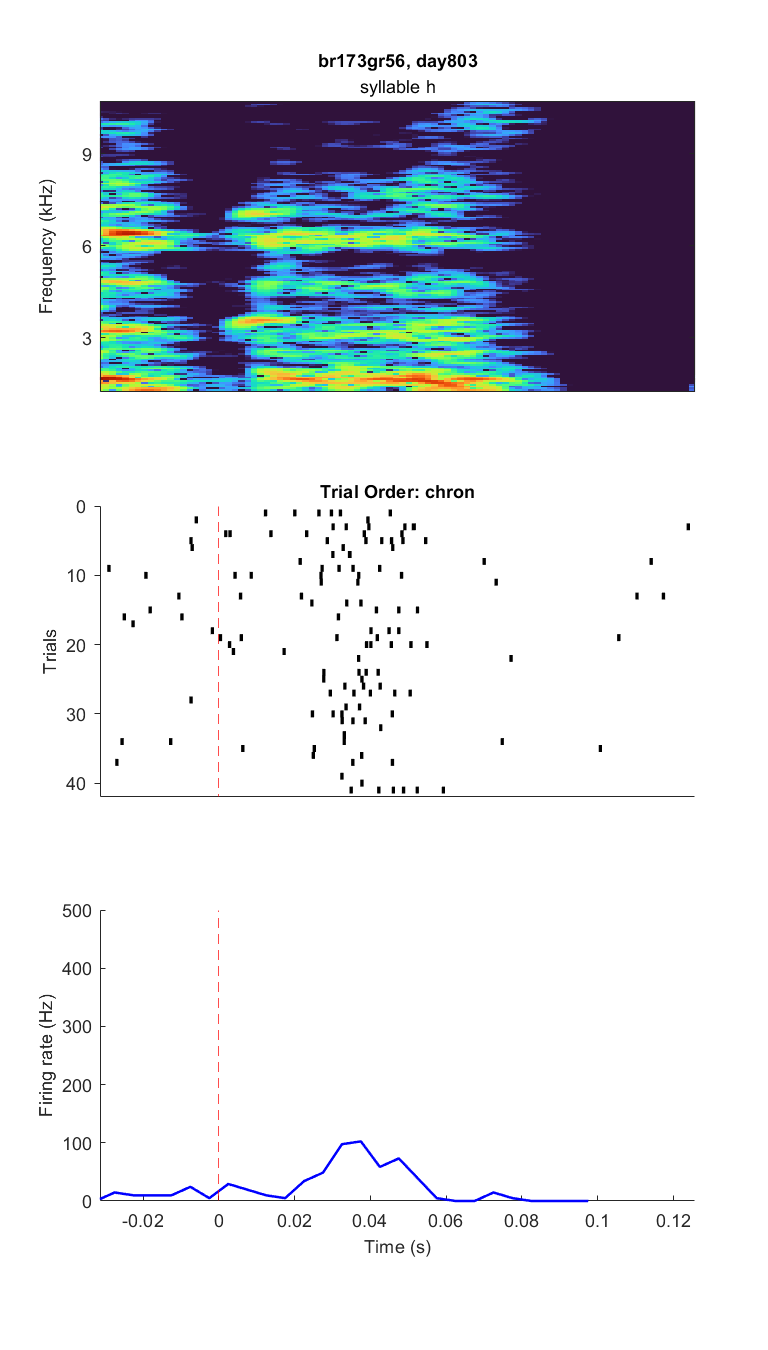 br173gr56, day803
syllable h
9
6
3
Frequency (kHz)
Trial Order: chron
0
10
20
30
40
Trials
500
400
300
200
100
0
Firing rate (Hz)
-0.02 0 0.02 0.04 0.06 0.08 0.1 0.12
Time (s)